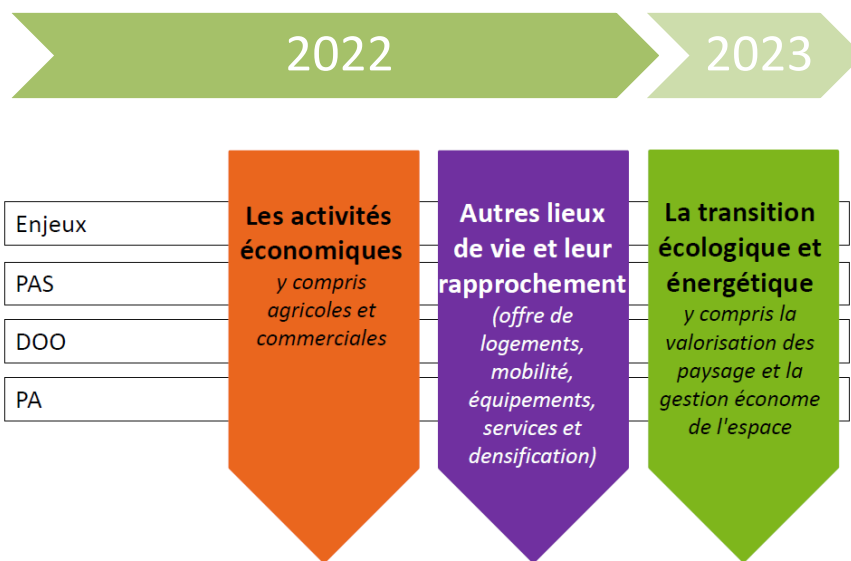 2022
2023
Enjeux
PAS
DOO
PA
Les activités
économiques
y compris
agricoles et
commerciales
Autres lieux
de vie et leur
rapprochement
(offre de
logements,
mobilité,
équipements,
services et
densification)
La transition
écologique et
énergétique
y compris la
valorisation des
paysage et la
gestion économe
de l'espace